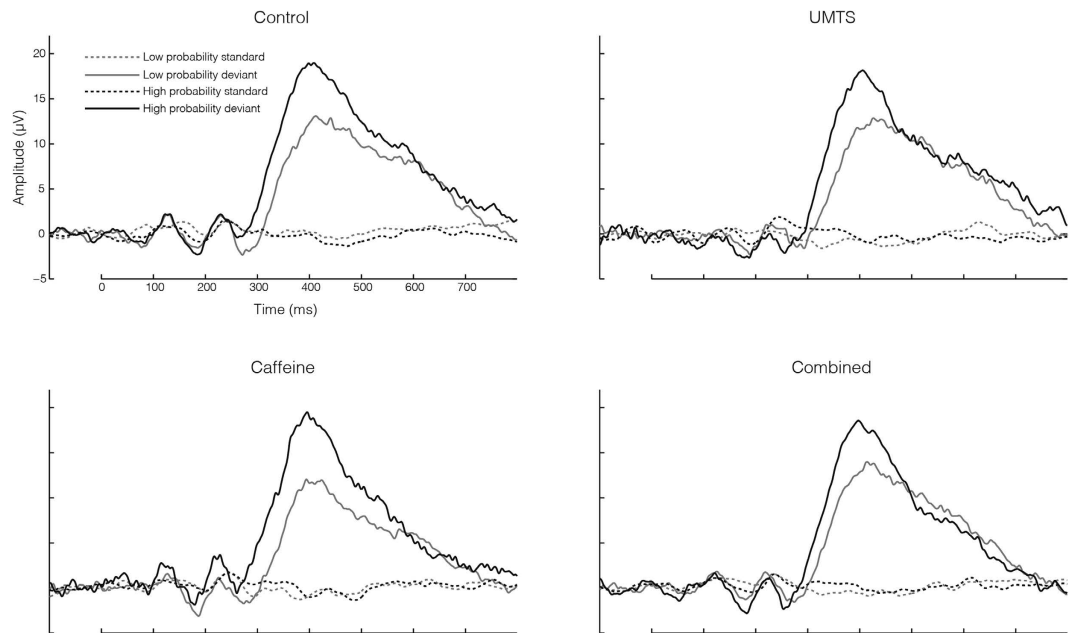 Control
UMTS
Low probability standard
Low probability deviant
High probability standard
High probability deviant
Amplitude (µV)
20
15
10
5
0
−5
0 100 200 300 400 500 600 700
Time (ms)
Caffeine
Combined